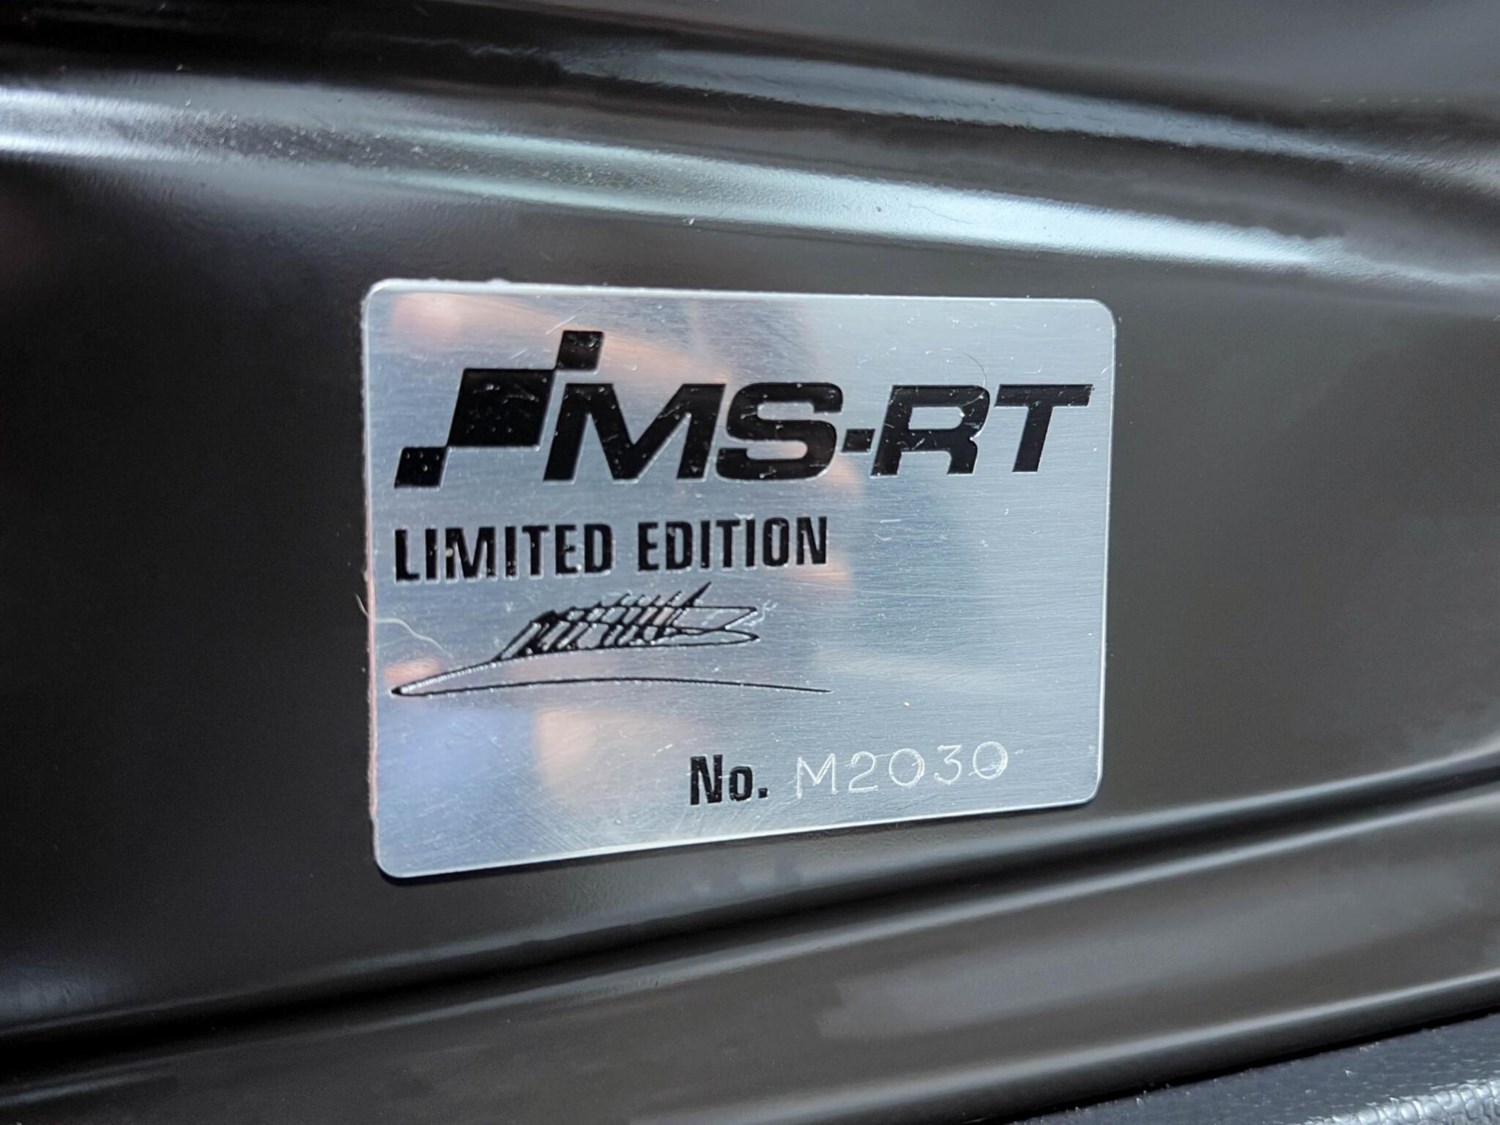 MS-RT
LIMITED EDITION
No. M2030